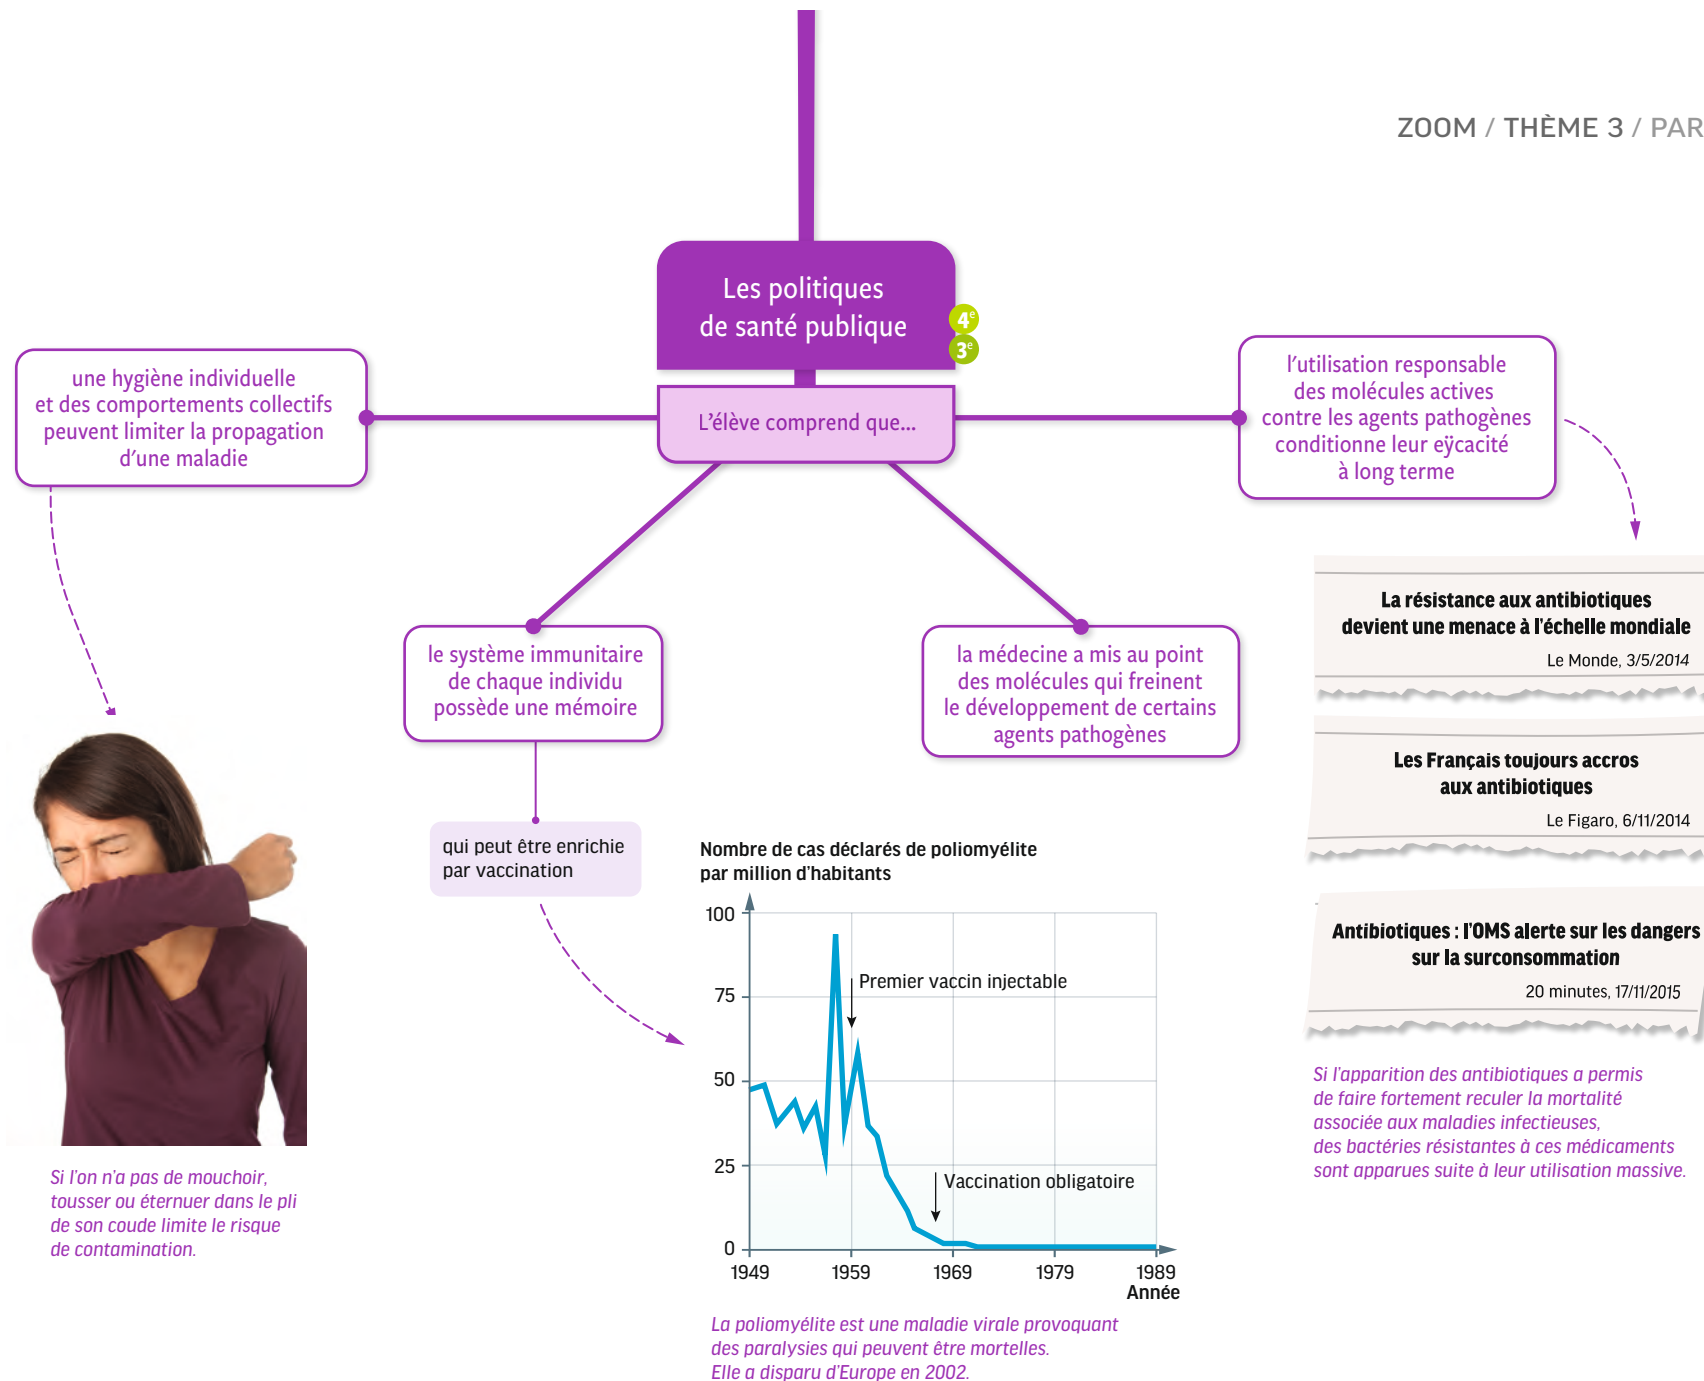 ZOOM / THÈME 3 / PAR
Les politiques
de santé publique
4e
3e
L'élève comprend que...
une hygiène individuelle
et des comportements collectifs
peuvent limiter la propagation
d'une maladie
l'utilisation responsable
des molécules actives
contre les agents pathogènes
conditionne leur eÿcacité
à long terme
le système immunitaire
de chaque individu
possède une mémoire
la médecine a mis au point
des molécules qui freinent
le développement de certains
agents pathogènes
qui peut être enrichie
par vaccination
La résistance aux antibiotiques
devient une menace à l'échelle mondiale
Le Monde, 3/5/2014
Les Français toujours accros
aux antibiotiques
Le Figaro, 6/11/2014
Antibiotiques : l'OMS alerte sur les dangers
sur la surconsommation
20 minutes, 17/11/2015
Si l'apparition des antibiotiques a permis
de faire fortement reculer la mortalité
associée aux maladies infectieuses,
des bactéries résistantes à ces médicaments
sont apparues suite à leur utilisation massive.
Si l'on n'a pas de mouchoir,
tousser ou éternuer dans le pli
de son coude limite le risque
de contamination.
Nombre de cas déclarés de poliomyélite
par million d'habitants
100
75
50
25
0
Premier vaccin injectable
Vaccination obligatoire
1949
1959
1969
1979
1989
Année
La poliomyélite est une maladie virale provoquant
des paralysies qui peuvent être mortelles.
Elle a disparu d'Europe en 2002.